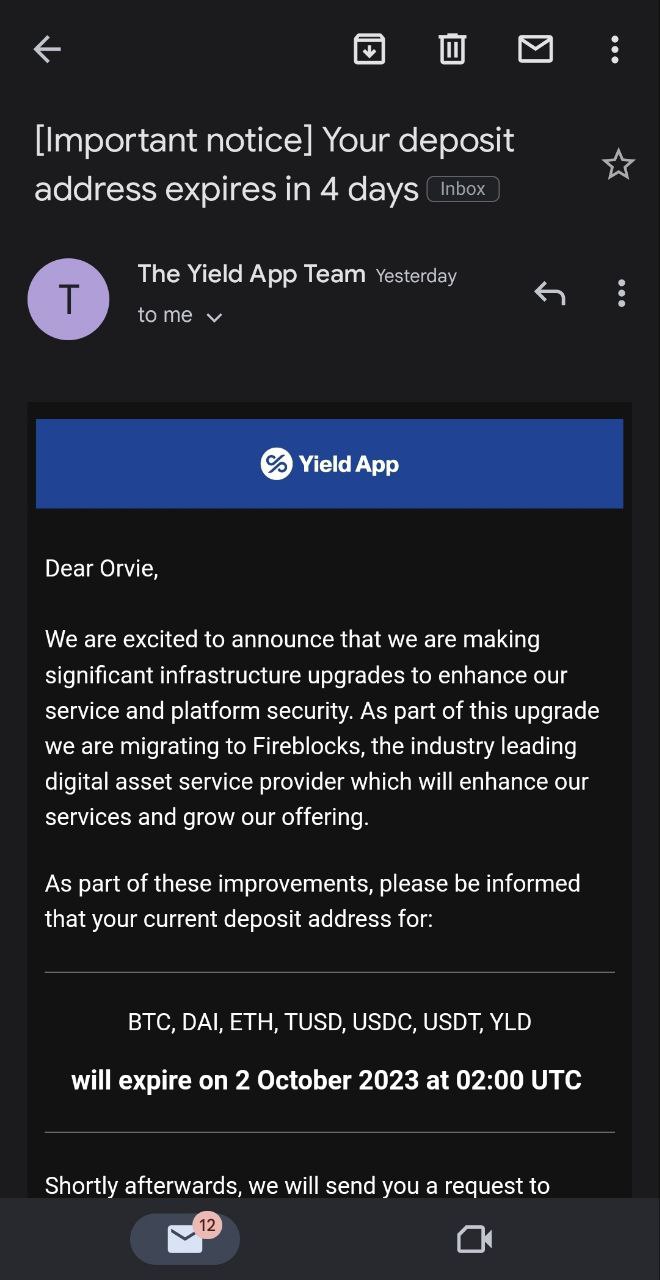 [Important notice] Your deposit
address expires in 4 days Inbox
T
The Yield App Team Yesterday
to me
Yield App
Dear Orvie,
We are excited to announce that we are making
significant infrastructure upgrades to enhance our
service and platform security. As part of this upgrade
we are migrating to Fireblocks, the industry leading
digital asset service provider which will enhance our
services and grow our offering.
As part of these improvements, please be informed
that your current deposit address for:
BTC, DAI, ETH, TUSD, USDC, USDT, YLD
will expire on 2 October 2023 at 02:00 UTC
Shortly afterwards, we will send you a request to
12